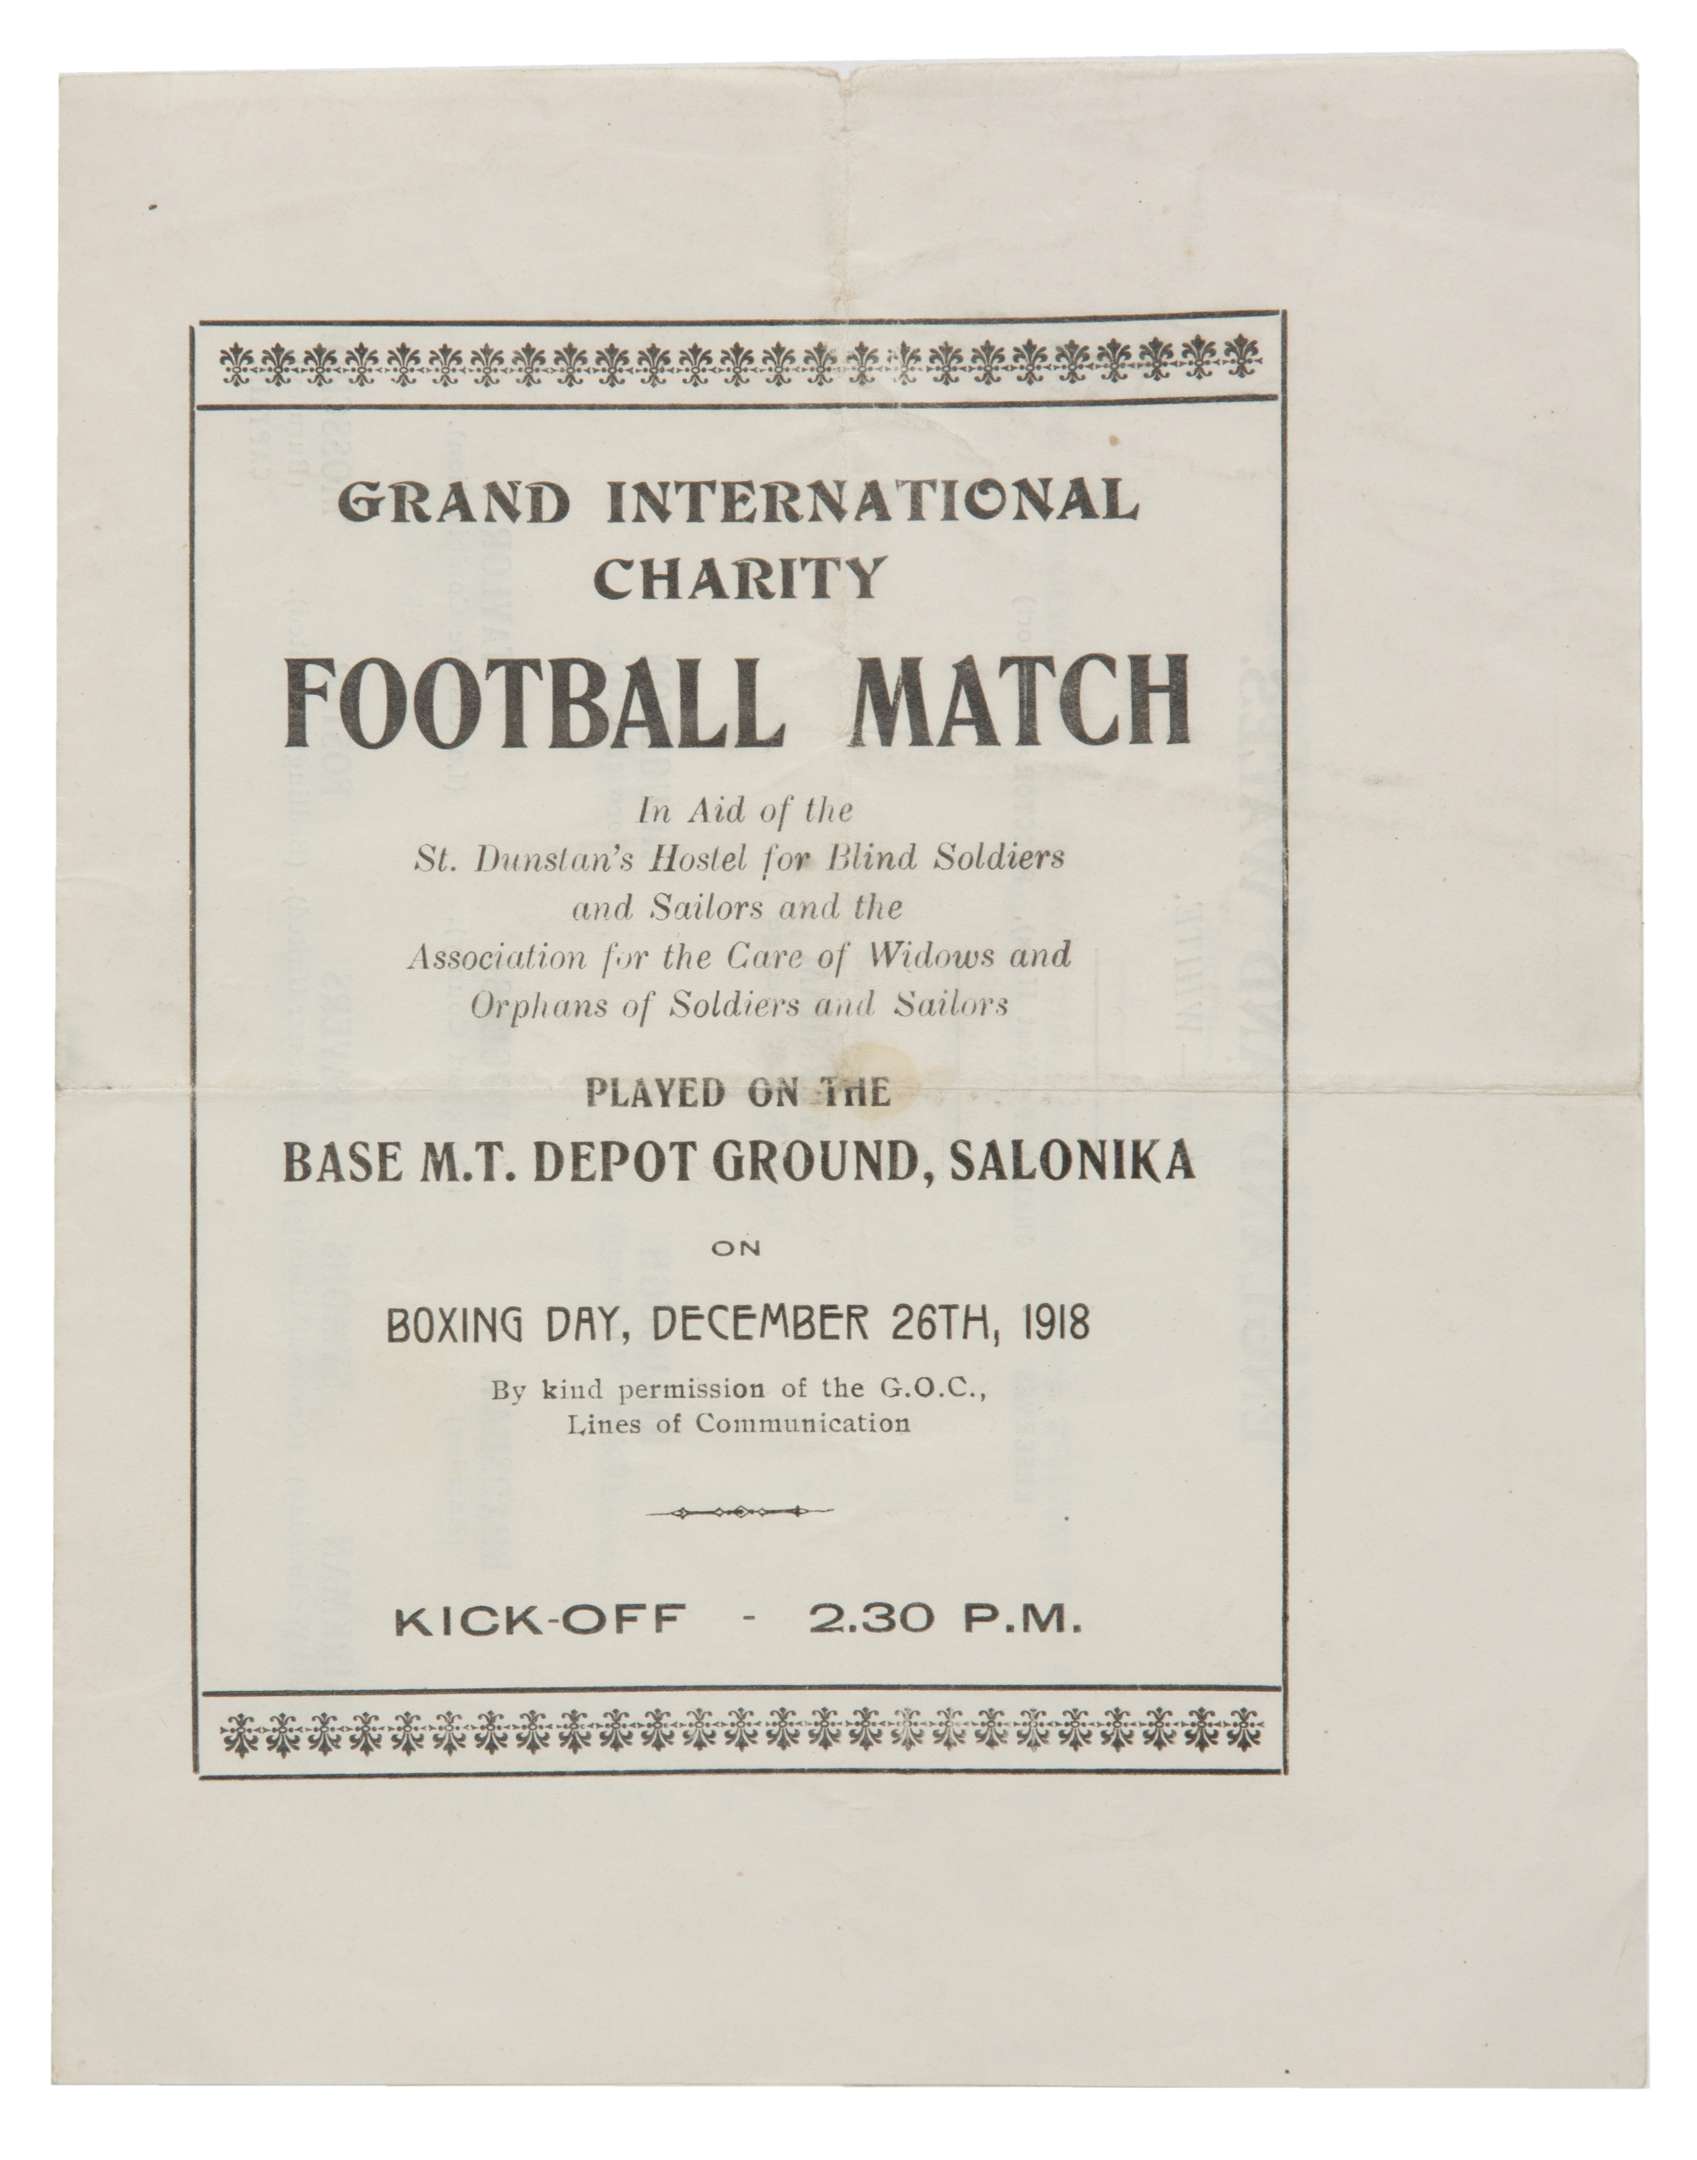 GRAND INTERNATIONAL
CHARITY
FOOTBALL MATCH
In Aid of the
St. Dunstan's Hostel for Blind Soldiers
and Sailors and the
Association for the Care of Widows and
Orphans of Soldiers and Sailors
PLAYED ON THE
BASE M.T. DEPOT GROUND, SALONIKA
ON
BOXING DAY, DECEMBER 26TH, 1918
By kind permission of the G.O.C.,
Lines of Communication
KICK-OFF - 2.30 P.M.